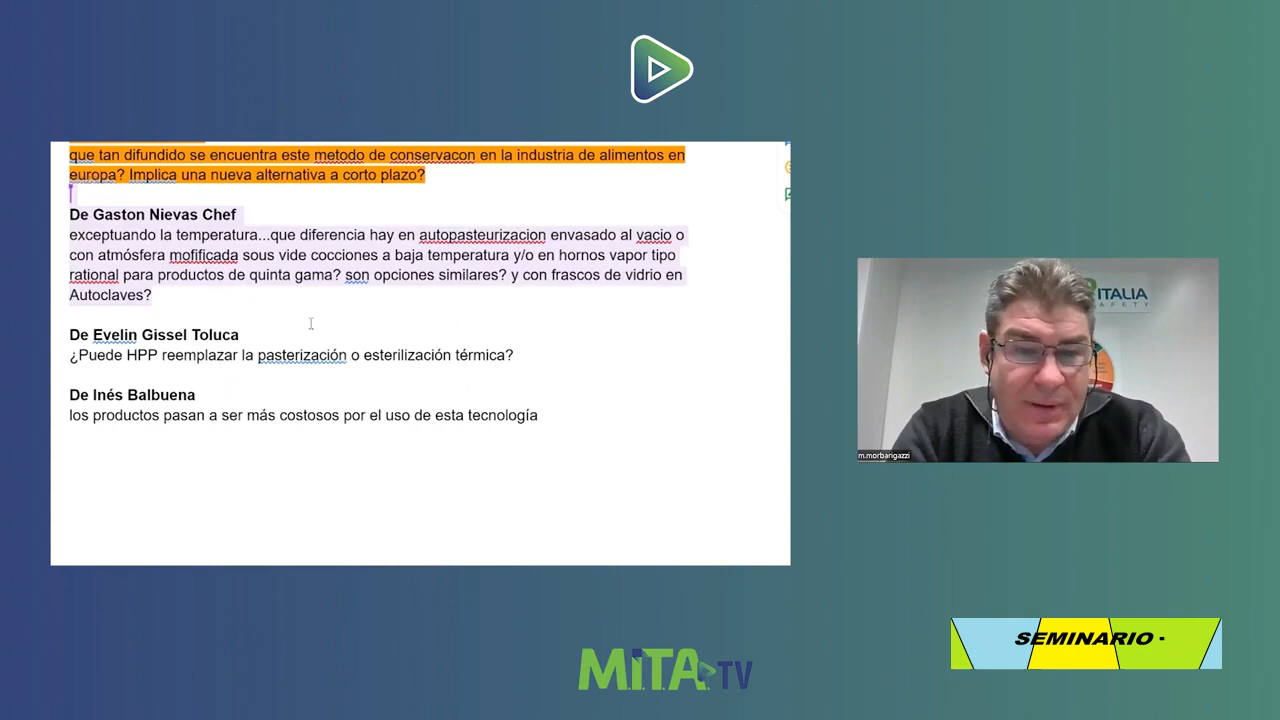 que tan difundido se encuentra este metodo de conservacon en la industria de alimentos en
europa? Implica una nueva alternativa a corto plazo?
De Gaston Nievas Chef
exceptuando la temperatura...que diferencia hay en autopasteurizacion envasado al vacio o
con atmósfera mofificada sous vide cocciones a baja temperatura y/o en hornos vapor tipo
rational para productos de quinta gama? son opciones similares? y con frascos de vidrio en
Autoclaves?
De Evelin Gissel Toluca
¿Puede HPP reemplazar la pasterización o esterilización térmica?
De Inés Balbuena
los productos pasan a ser más costosos por el uso de esta tecnología
ITALIA
m.morbarigazzi
SEMINARIO -
M.I.T.A. TV